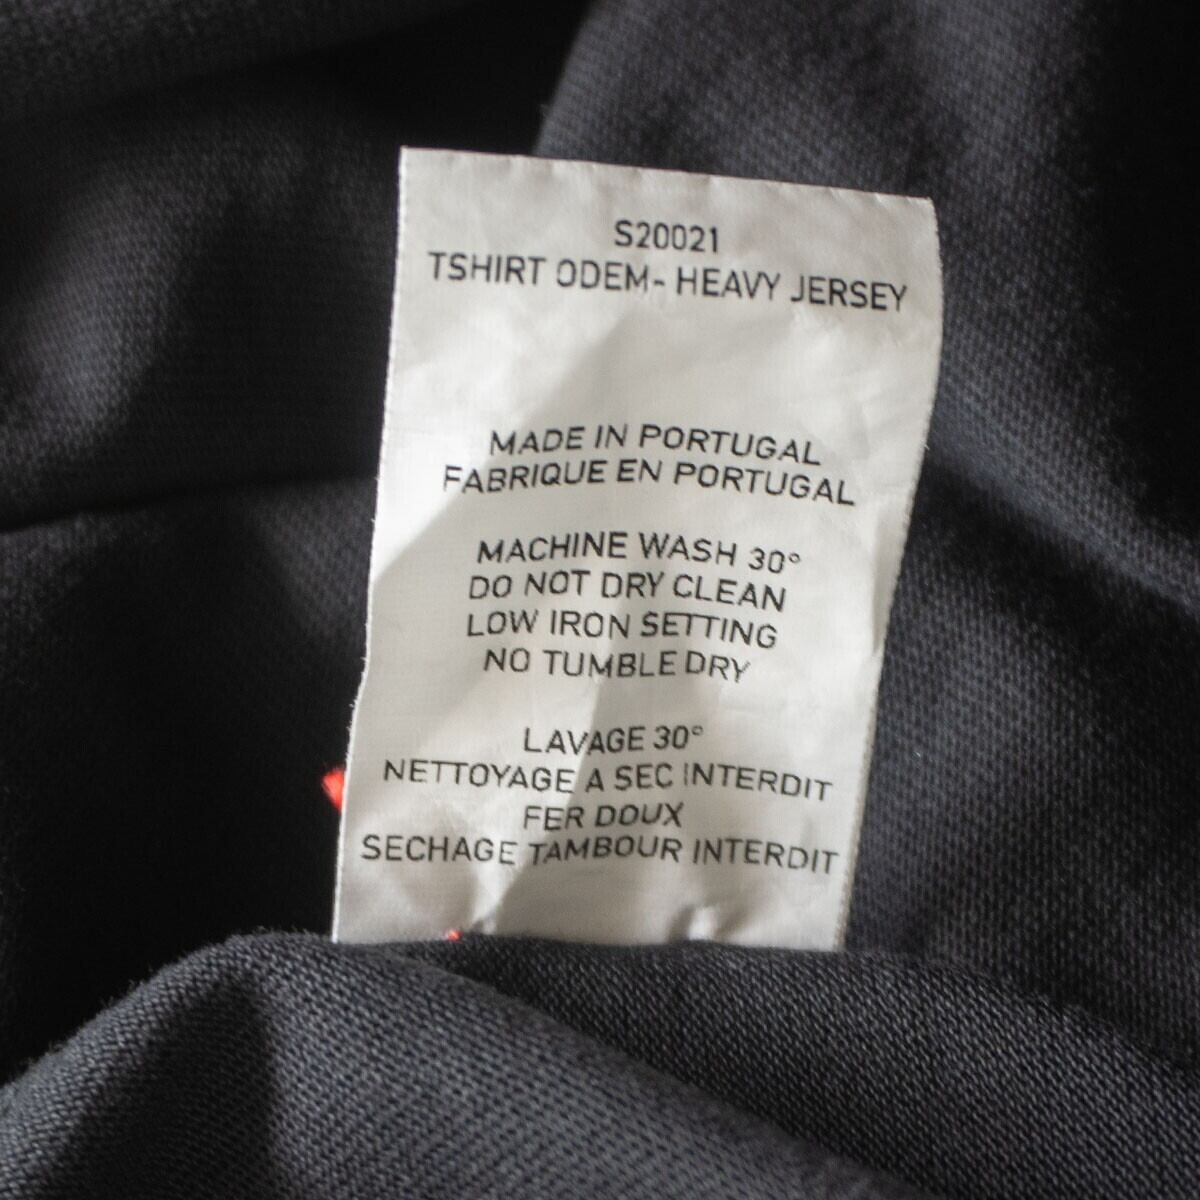 S20021
TSHIRT ODEM- HEAVY JERSEY
MADE IN PORTUGAL
FABRIQUE EN PORTUGAL
MACHINE WASH 30°
DO NOT DRY CLEAN
LOW IRON SETTING
NO TUMBLE DRY
LAVAGE 30°
NETTOYAGE A SEC INTERDIT
FER DOUX
SECHAGE TAMBOUR INTERDIT